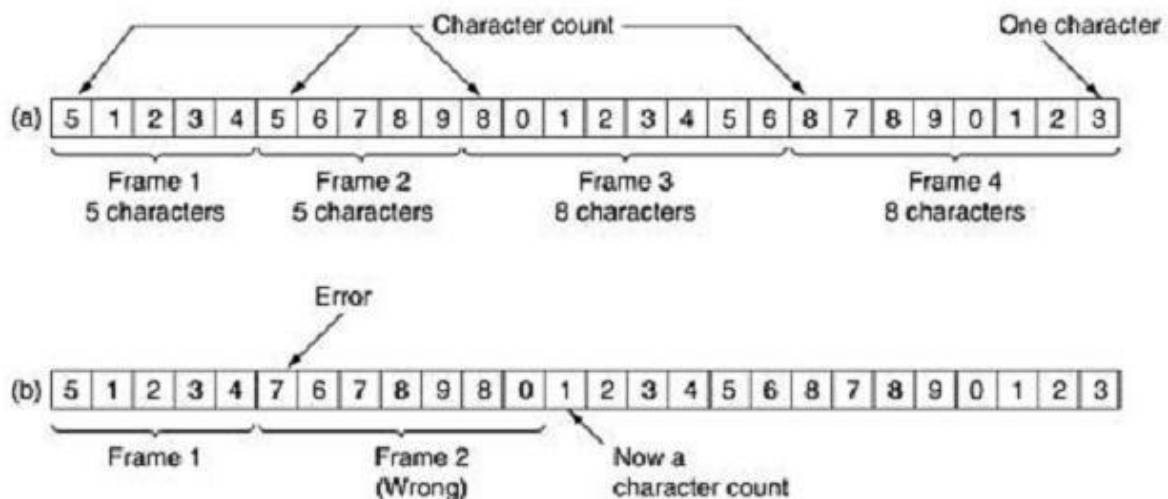 Character count One character
(a) 5 1 2 3 4 5 6 7 8 9 8 0 1 2 3 4 5 6 8 7 8 9 0 1 2 3
Frame 1 Frame 2 Frame 3 Frame 4
5 characters 5 characters 8 characters 8 characters
Error
(b) 5 1 2 3 4 7 6 7 8 9 8 0 1 2 3 4 5 6 8 7 8 9 0 1 2 3
Frame 1 Frame 2 Now a
(Wrong) character count